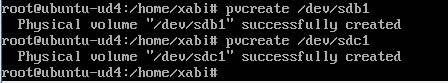 root@ubuntu-ud4:/home/xabi# pvcreate /dev/sdb1
  Physical volume "/dev/sdb1" successfully created
root@ubuntu-ud4:/home/xabi# pvcreate /dev/sdc1
  Physical volume "/dev/sdc1" successfully created
root@ubuntu-ud4:/home/xabi#